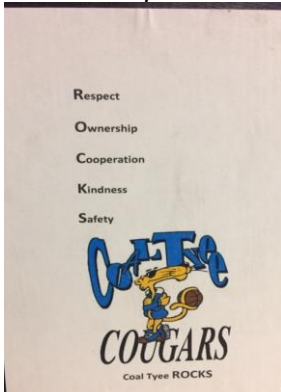 Respect
Ownership
Cooperation
Kindness
Safety
COAL TYEE
COUGARS
Coal Tyee ROCKS